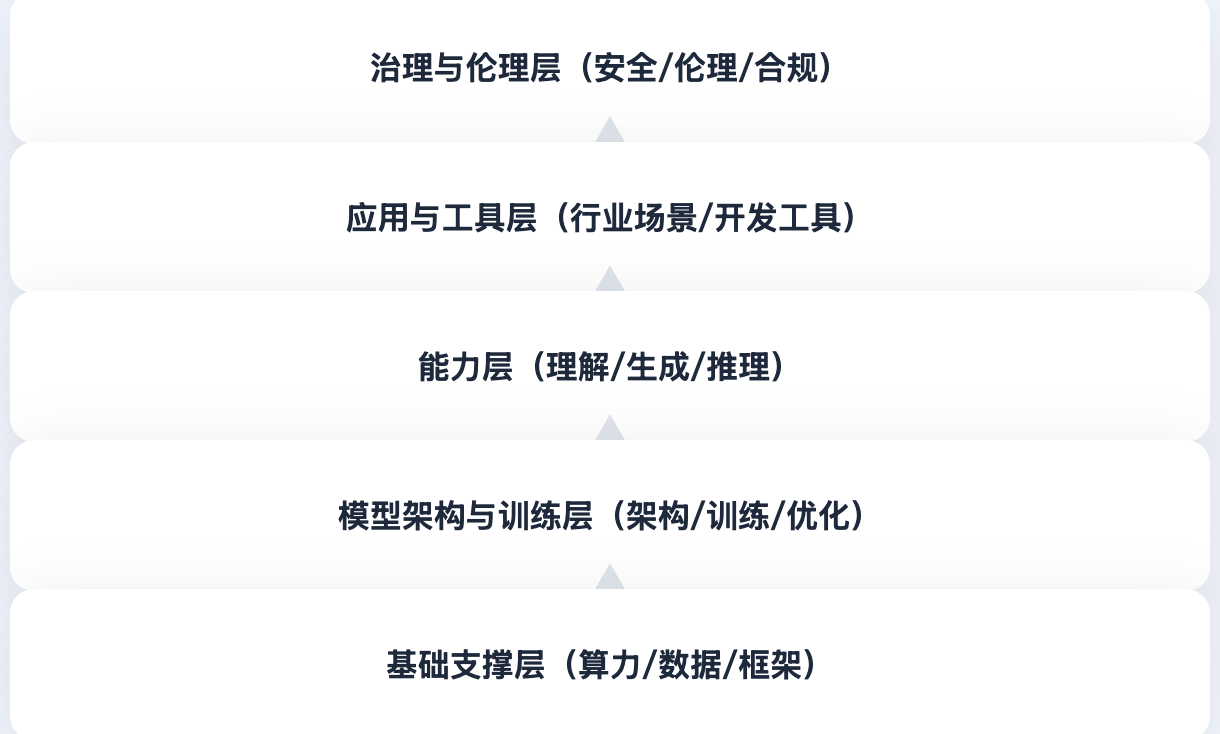 治理与伦理层（安全/伦理/合规）
应用与工具层（行业场景/开发工具）
能力层（理解/生成/推理）
模型架构与训练层（架构/训练/优化）
基础支撑层（算力/数据/框架）